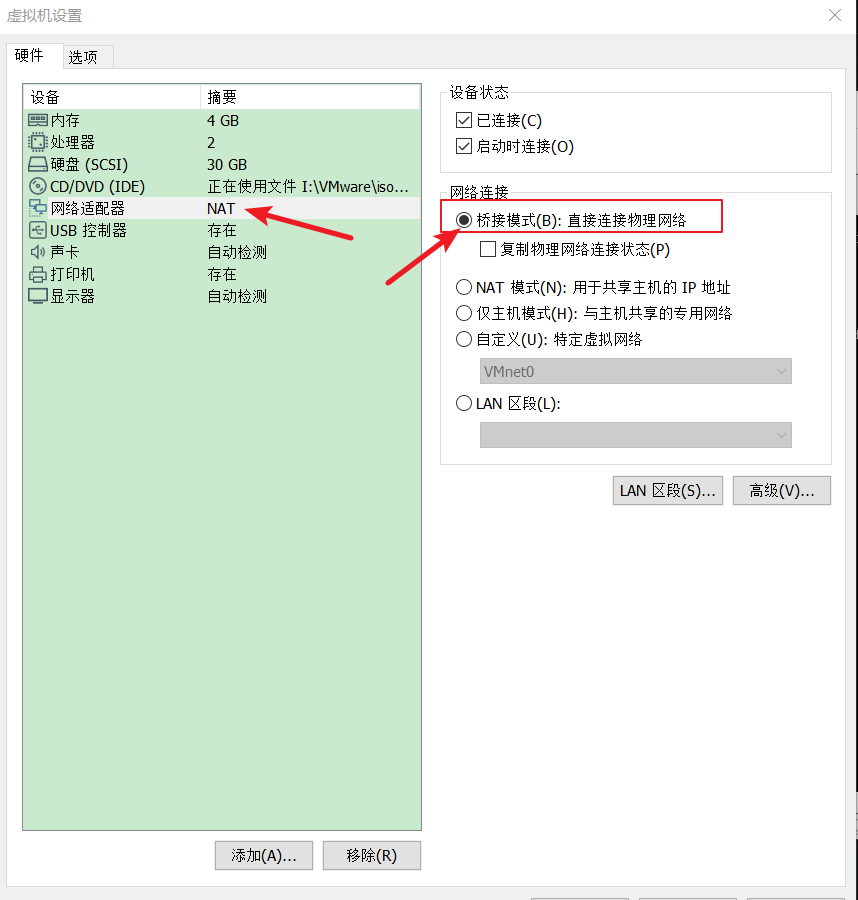 虚拟机设置
硬件
选项
设备 摘要
内存 4 GB
处理器 2
硬盘 (SCSI) 30 GB
CD/DVD (IDE) 正在使用文件 I:\VMware\iso...
网络适配器 NAT
USB 控制器 存在
声卡 自动检测
打印机 存在
显示器 自动检测
添加(A)...
移除(R)
设备状态
已连接(C)
启动时连接(O)
网络连接
桥接模式(B): 直接连接物理网络
复制物理网络连接状态(P)
NAT 模式(N): 用于共享主机的 IP 地址
仅主机模式(H): 与主机共享的专用网络
自定义(U): 特定虚拟网络
VMnet0
LAN 区段(L):
LAN 区段(S)...
高级(V)...